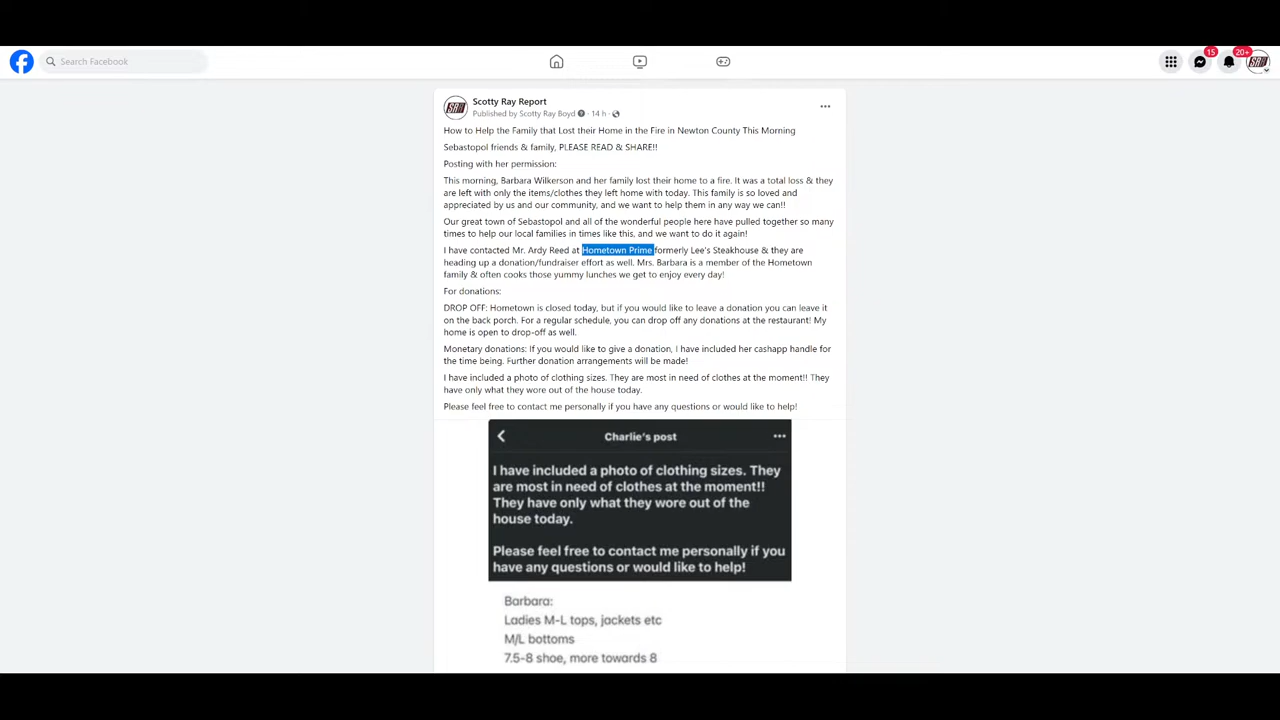 Search Facebook
15
20+
Scotty Ray Report
Published by Scotty Ray Boyd · 14 h ·
How to Help the Family that Lost their Home in the Fire in Newton County This Morning
Sebastopol friends & family, PLEASE READ & SHARE!!
Posting with her permission:
This morning, Barbara Wilkerson and her family lost their home to a fire. It was a total loss & they
are left with only the items/clothes they left home with today. This family is so loved and
appreciated by us and our community, and we want to help them in any way we can!!
Our great town of Sebastopol and all of the wonderful people here have pulled together so many
times to help our local families in times like this, and we want to do it again!
I have contacted Mr. Ardy Reed at Hometown Prime formerly Lee's Steakhouse & they are
heading up a donation/fundraiser effort as well. Mrs. Barbara is a member of the Hometown
family & often cooks those yummy lunches we get to enjoy every day!
For donations:
DROP OFF: Hometown is closed today, but if you would like to leave a donation you can leave it
on the back porch. For a regular schedule, you can drop off any donations at the restaurant! My
home is open to drop-off as well.
Monetary donations: If you would like to give a donation, I have included her cashapp handle for
the time being. Further donation arrangements will be made!
I have included a photo of clothing sizes. They are most in need of clothes at the moment!! They
have only what they wore out of the house today.
Please feel free to contact me personally if you have any questions or would like to help!
Charlie's post
I have included a photo of clothing sizes. They
are most in need of clothes at the moment!!
They have only what they wore out of the
house today.
Please feel free to contact me personally if you
have any questions or would like to help!
Barbara:
Ladies M-L tops, jackets etc
M/L bottoms
7.5-8 shoe, more towards 8